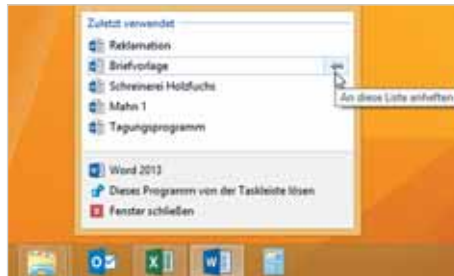 Zuletzt verwendet
Reklamation
Briefvorlage
Schreinerei Holzfuchs
Mahn 1
Tagungsprogramm
An diese Liste anheften
Word 2013
Dieses Programm von der Taskleiste lösen
Fenster schließen